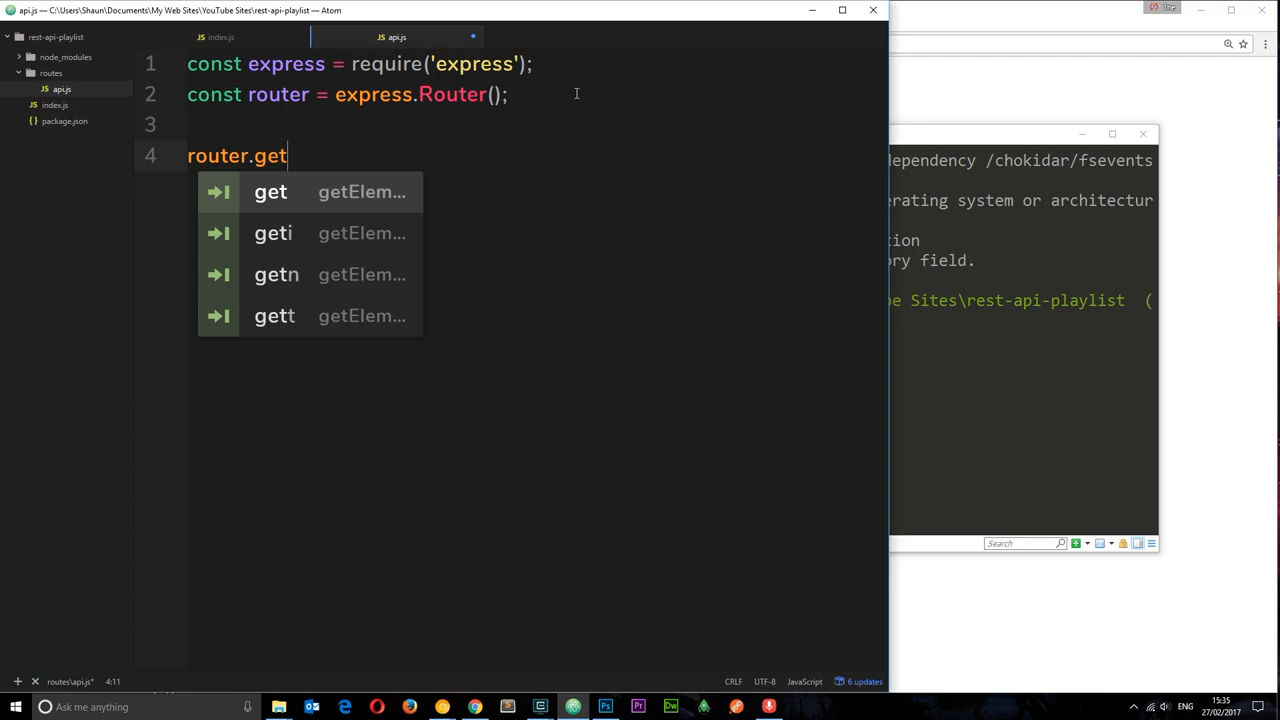 api.js — C:\Users\Shaun\Documents\My Web Sites\YouTube Sites\rest-api-playlist — Atom
The
rest-api-playlist
index.js
api.js
node_modules
routes
api.js
index.js
package.json
1 const express = require('express');
2 const router = express.Router();
3
4 router.get
get getElem...
geti getElem...
getn getElem...
gett getElem...
ependency /chokidar/fsevents
erating system or architectur
tion
ory field.
be Sites\rest-api-playlist (
Search
routes\api.js* 4:11
CRLF UTF-8 JavaScript 6 updates
Ask me anything
ENG
15:35
27/02/2017